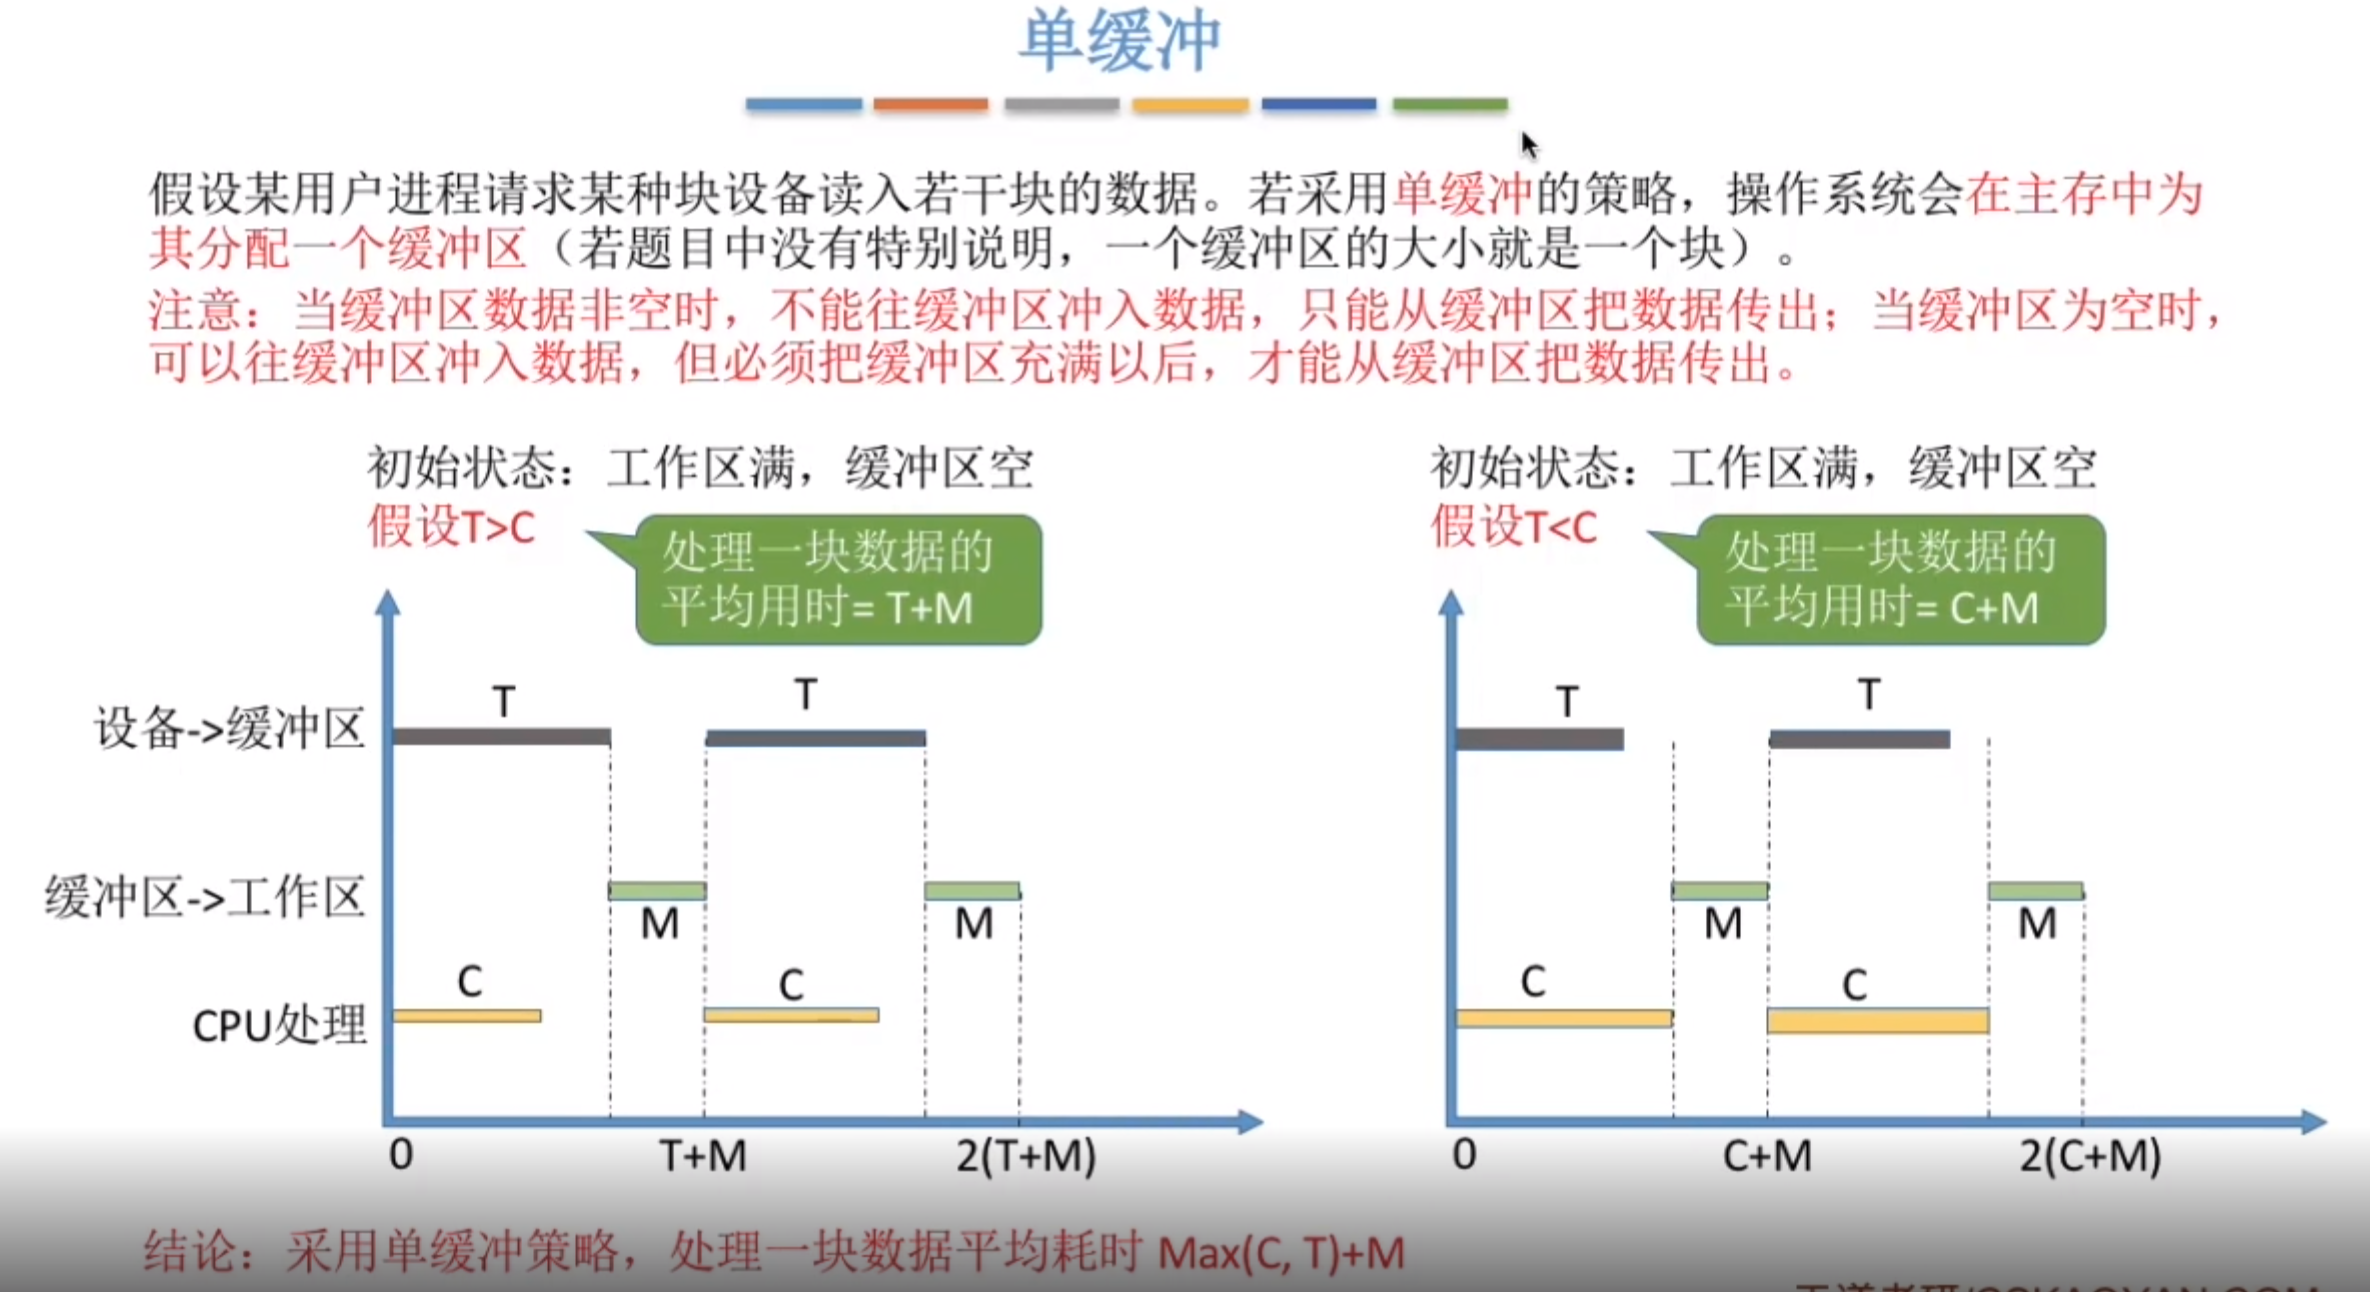 单缓冲
假设某用户进程请求某种块设备读入若干块的数据。若采用单缓冲的策略，操作系统会在主存中为
其分配一个缓冲区（若题目中没有特别说明，一个缓冲区的大小就是一个块）。
注意：当缓冲区数据非空时，不能往缓冲区冲入数据，只能从缓冲区把数据传出；当缓冲区为空时，
可以往缓冲区冲入数据，但必须把缓冲区充满以后，才能从缓冲区把数据传出。
初始状态：工作区满，缓冲区空
假设T>C
处理一块数据的
平均用时= T+M
设备->缓冲区
T
T
缓冲区->工作区
M
M
CPU处理
C
C
0
T+M
2(T+M)
初始状态：工作区满，缓冲区空
假设T<C
处理一块数据的
平均用时= C+M
T
T
M
M
C
C
0
C+M
2(C+M)
结论：采用单缓冲策略，处理一块数据平均耗时 Max(C, T)+M